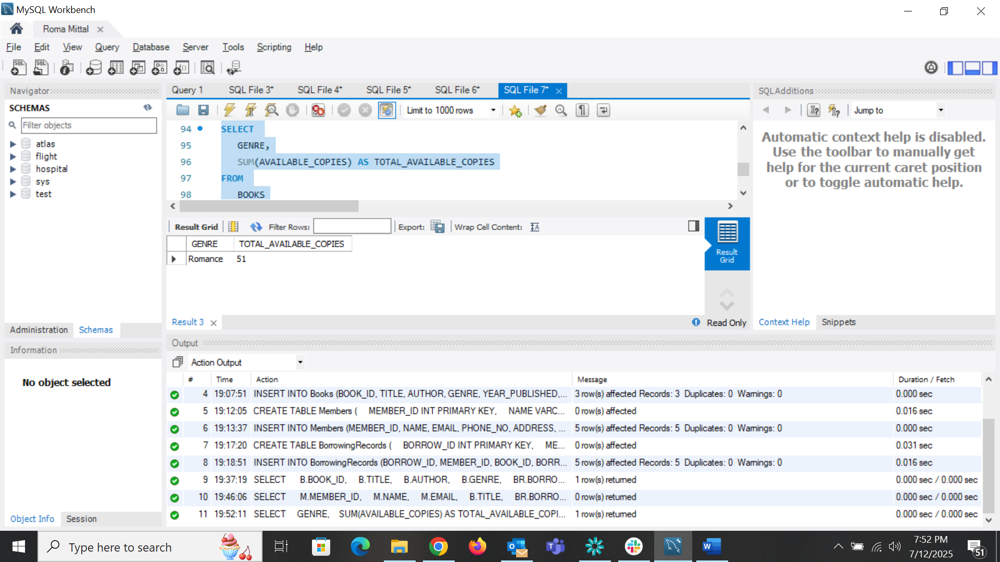 MySQL Workbench
Roma Mittal
File Edit View Query Database Server Tools Scripting Help
Navigator
SCHEMAS
Filter objects
atlas
flight
hospital
sys
test
Administration Schemas
Information
No object selected
Object Info Session
Query 1 SQL File 3* SQL File 4* SQL File 5* SQL File 6* SQL File 7*
Limit to 1000 rows
94 SELECT
95 GENRE,
96 SUM(AVAILABLE_COPIES) AS TOTAL_AVAILABLE_COPIES
97 FROM
98 BOOKS
Result Grid Filter Rows: Export: Wrap Cell Content:
GENRE TOTAL_AVAILABLE_COPIES
Romance 51
Result
Grid
Result 3 Read Only
SQLAdditions
Jump to
Automatic context help is disabled.
Use the toolbar to manually get
help for the current caret position
or to toggle automatic help.
Context Help Snippets
Output
Action Output
# Time Action Message Duration / Fetch
4 19:07:51 INSERT INTO Books (BOOK_ID, TITLE, AUTHOR, GENRE, YEAR_PUBLISHED,... 3 row(s) affected Records: 3 Duplicates: 0 Warnings: 0 0.000 sec
5 19:12:05 CREATE TABLE Members ( MEMBER_ID INT PRIMARY KEY, NAME VARC... 0 row(s) affected 0.016 sec
6 19:13:37 INSERT INTO Members (MEMBER_ID, NAME, EMAIL, PHONE_NO, ADDRESS, ... 5 row(s) affected Records: 5 Duplicates: 0 Warnings: 0 0.000 sec
7 19:17:20 CREATE TABLE BorrowingRecords ( BORROW_ID INT PRIMARY KEY, ME... 0 row(s) affected 0.031 sec
8 19:18:51 INSERT INTO BorrowingRecords (BORROW_ID, MEMBER_ID, BOOK_ID, BORR... 5 row(s) affected Records: 5 Duplicates: 0 Warnings: 0 0.016 sec
9 19:37:19 SELECT B.BOOK_ID, B.TITLE, B.AUTHOR, B.GENRE, BR.BORRO... 1 row(s) returned 0.000 sec / 0.000 sec
10 19:46:06 SELECT M.MEMBER_ID, M.NAME, M.EMAIL, B.TITLE, BR.BORRO... 0 row(s) returned 0.000 sec / 0.000 sec
11 19:52:11 SELECT GENRE, SUM(AVAILABLE_COPIES) AS TOTAL_AVAILABLE_COPI... 1 row(s) returned 0.000 sec / 0.000 sec
Type here to search
7:52 PM
7/12/2025
51